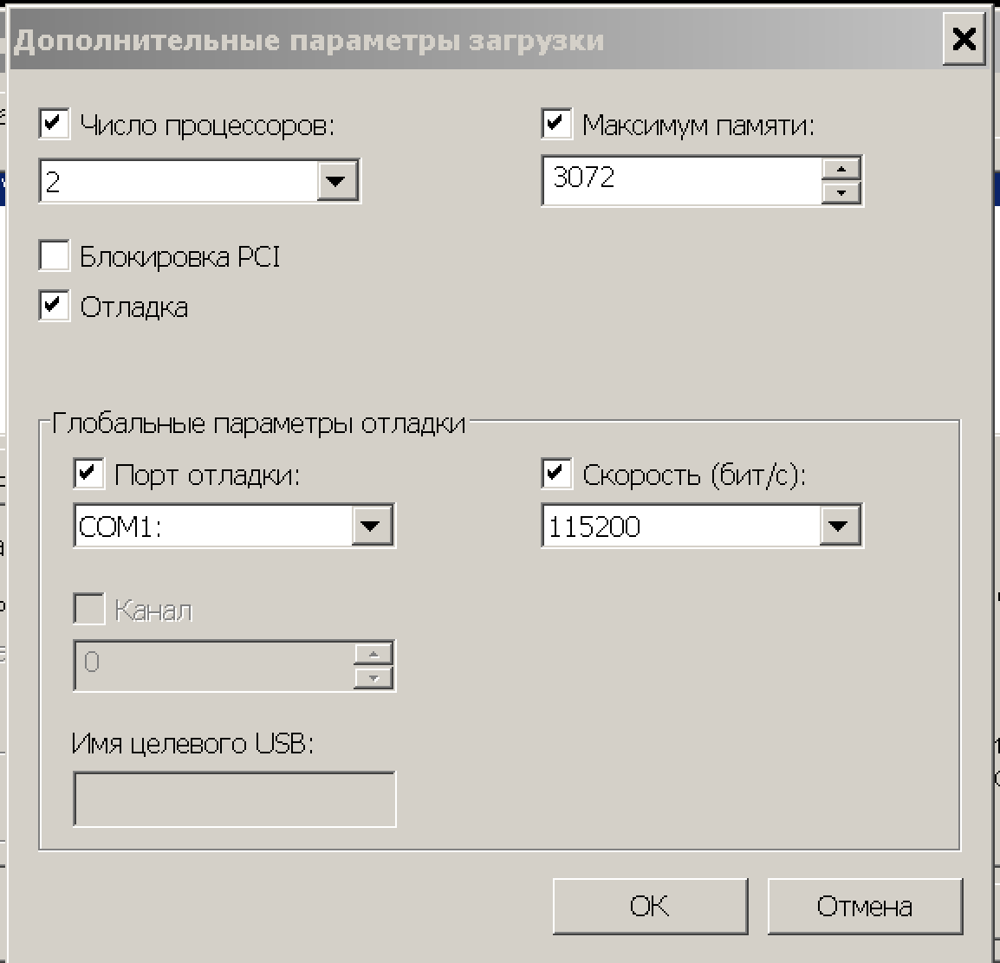 Дополнительные параметры загрузки
Число процессоров:
Максимум памяти:
2
3072
Блокировка PCI
Отладка
Глобальные параметры отладки
Порт отладки:
Скорость (бит/с):
COM1:
115200
Канал
0
Имя целевого USB:
OK
Отмена